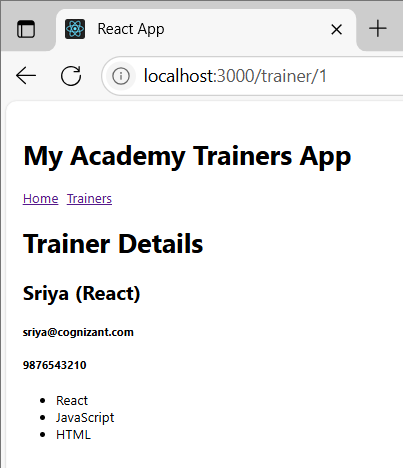 React App
localhost:3000/trainer/1
My Academy Trainers App
Home Trainers
Trainer Details
Sriya (React)
sriya@cognizant.com
9876543210
React
JavaScript
HTML